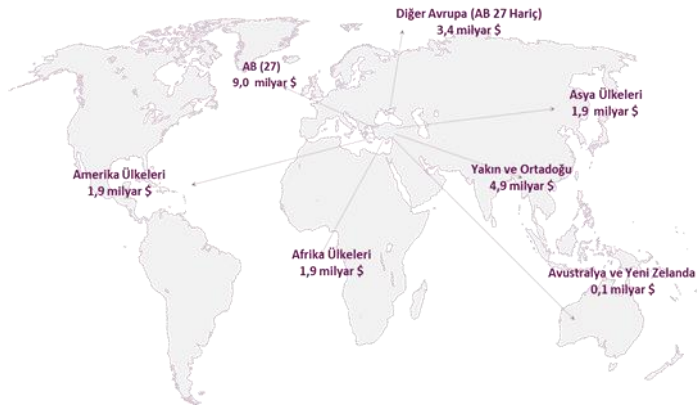 Diğer Avrupa (AB 27 Hariç)
3,4 milyar $
AB (27)
9,0 milyar $
Asya Ülkeleri
1,9 milyar $
Amerika Ülkeleri
1,9 milyar $
Yakın ve Ortadoğu
4,9 milyar $
Afrika Ülkeleri
1,9 milyar $
Avustralya ve Yeni Zelanda
0,1 milyar $